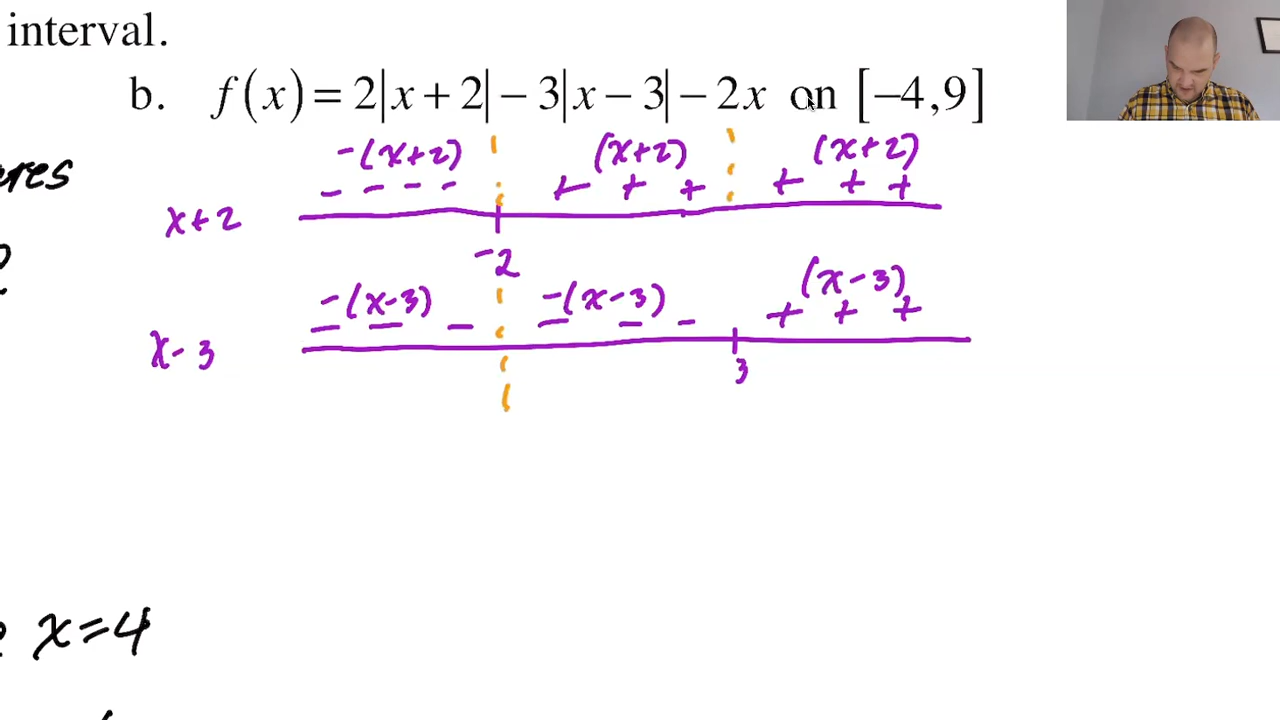 interval.
b. f(x) = 2|x + 2| − 3|x − 3| − 2x on [−4,9]
-(x+2) (x+2) (x+2)
ares
- - - - + + + + + +
x+2
-2
-(x-3) -(x-3) (x-3)
- - - - - - + + +
x-3
3
x=4